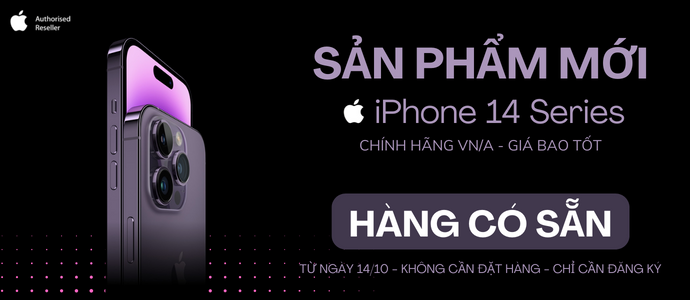 Authorised
Reseller
SẢN PHẨM MỚI
iPhone 14 Series
CHÍNH HÃNG VN/A - GIÁ BAO TỐT
HÀNG CÓ SẴN
TỪ NGÀY 14/10 - KHÔNG CẦN ĐẶT HÀNG - CHỈ CẦN ĐĂNG KÝ